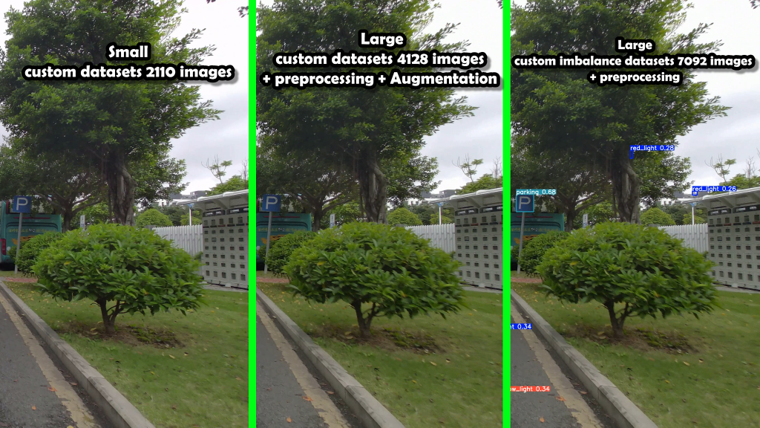 Small
custom datasets 2110 images
P
Large
custom datasets 4128 images
+ preprocessing + Augmentation
P
Large
custom imbalance datasets 7092 images
+ preprocessing
red_light 0.28
red_light 0.26
parking 0.68
P
0.34
0.34